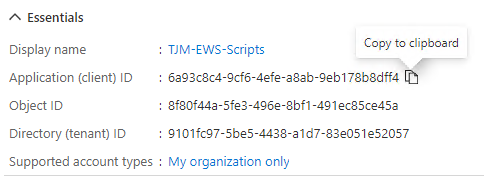 Essentials
Copy to clipboard
Display name : TJM-EWS-Scripts
Application (client) ID : 6a93c8c4-9cf6-4efe-a8ab-9eb178b8dff4
Object ID : 8f80f44a-5fe3-496e-8bf1-491ec85ce45a
Directory (tenant) ID : 9101fc97-5be5-4438-a1d7-83e051e52057
Supported account types : My organization only